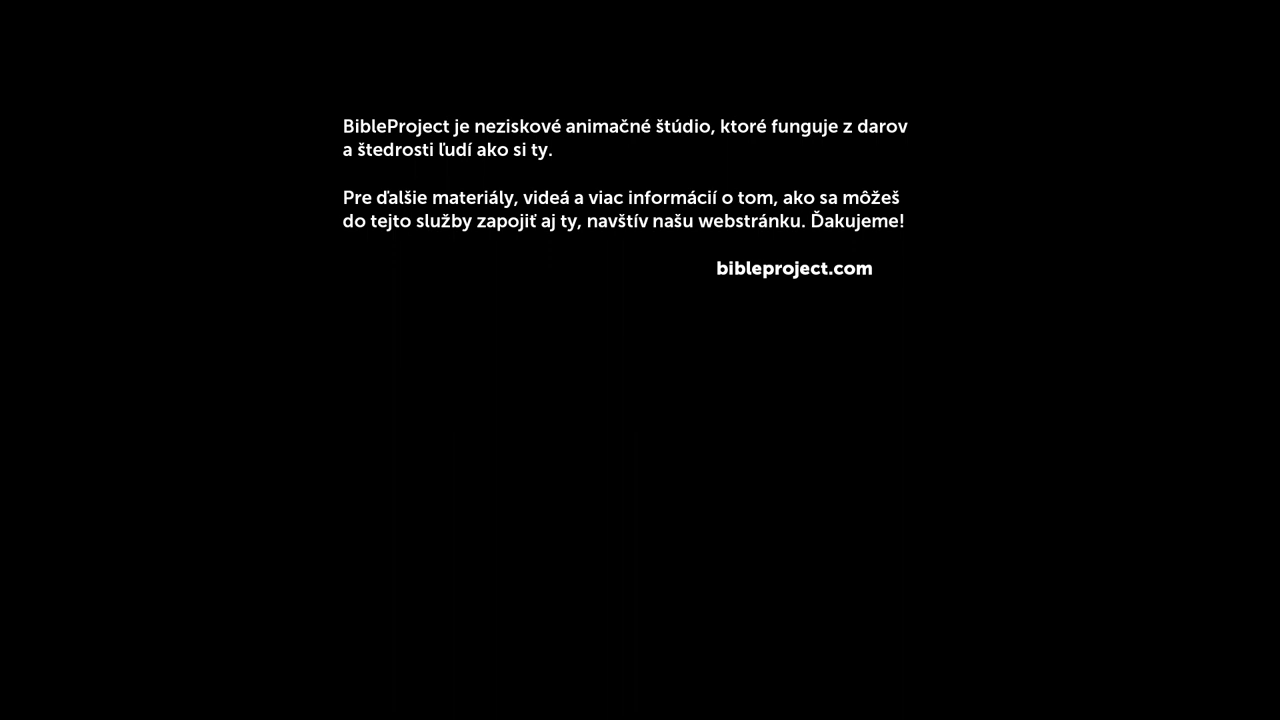 BibleProject je neziskové animačné štúdio, ktoré funguje z darov
a štedrosti ľudí ako si ty.
Pre ďalšie materiály, videá a viac informácií o tom, ako sa môžeš
do tejto služby zapojiť aj ty, navštív našu webstránku. Ďakujeme!
bibleproject.com